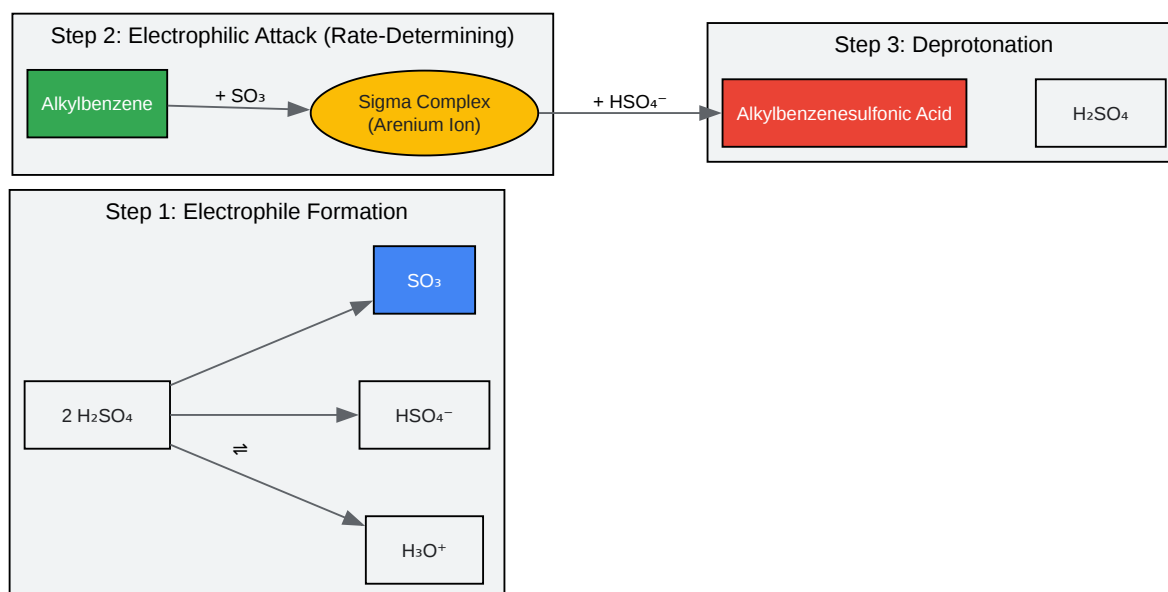 Step 2: Electrophilic Attack (Rate-Determining)
Alkylbenzene
+ SO₃
Sigma Complex
(Arenium Ion)
+ HSO₄⁻
Step 3: Deprotonation
Alkylbenzenesulfonic Acid
H₂SO₄
Step 1: Electrophile Formation
SO₃
2 H₂SO₄
HSO₄⁻
⇌
H₃O⁺